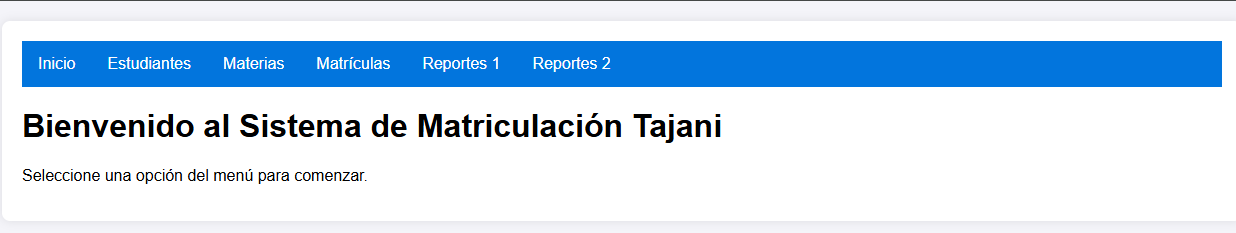 Inicio Estudiantes Materias Matrículas Reportes 1 Reportes 2
Bienvenido al Sistema de Matriculación Tajani
Seleccione una opción del menú para comenzar.